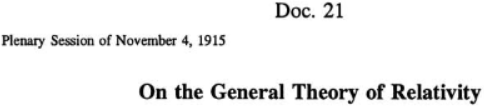 Doc. 21
Plenary Session of November 4, 1915
On the General Theory of Relativity